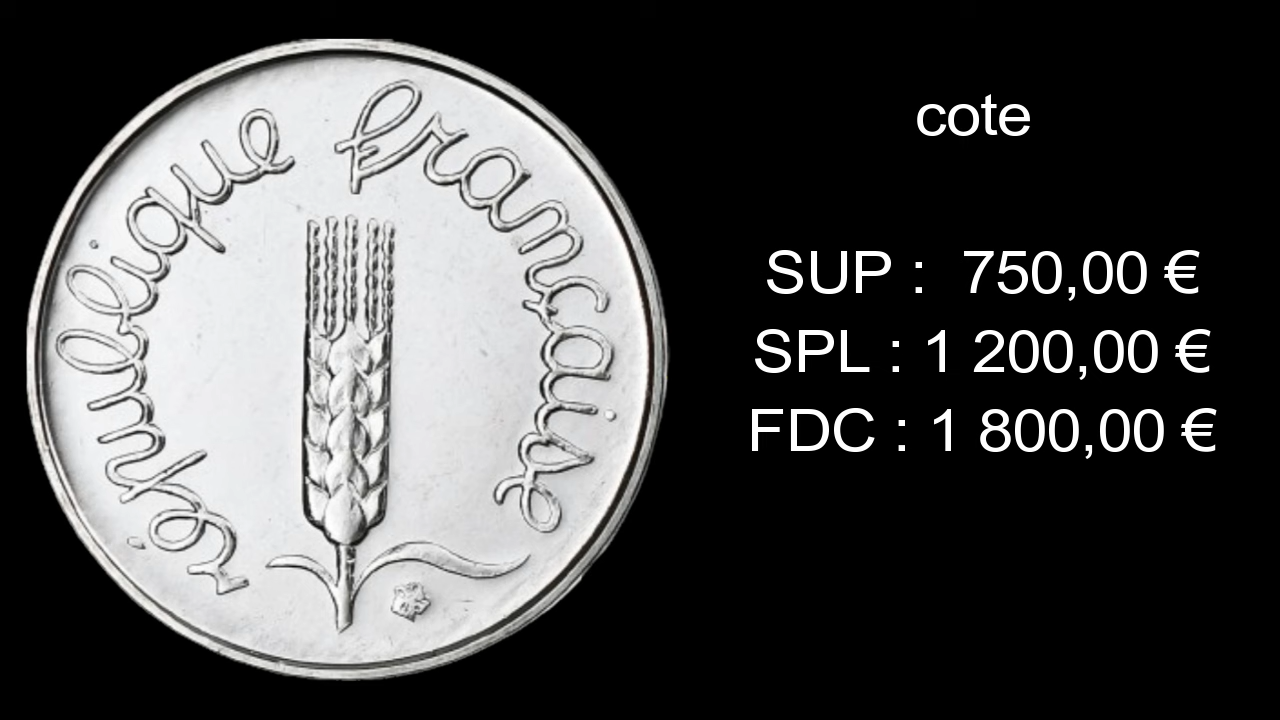 république française
cote
SUP : 750,00 €
SPL : 1 200,00 €
FDC : 1 800,00 €